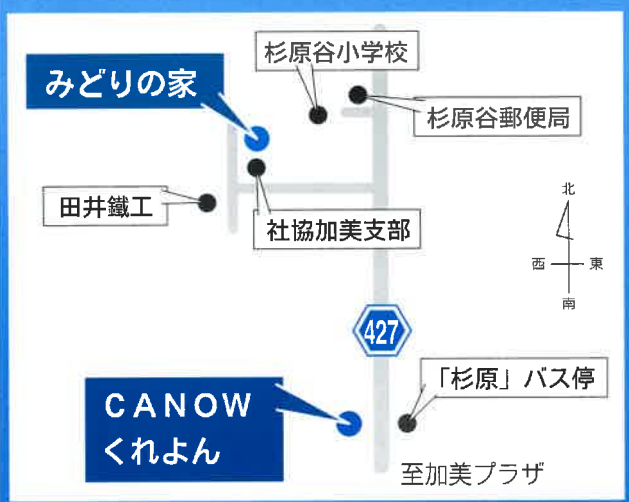 杉原谷小学校
みどりの家
杉原谷郵便局
田井鐵工
社協加美支部
北
西
東
南
427
「杉原」バス停
CANOW
くれよん
至加美プラザ